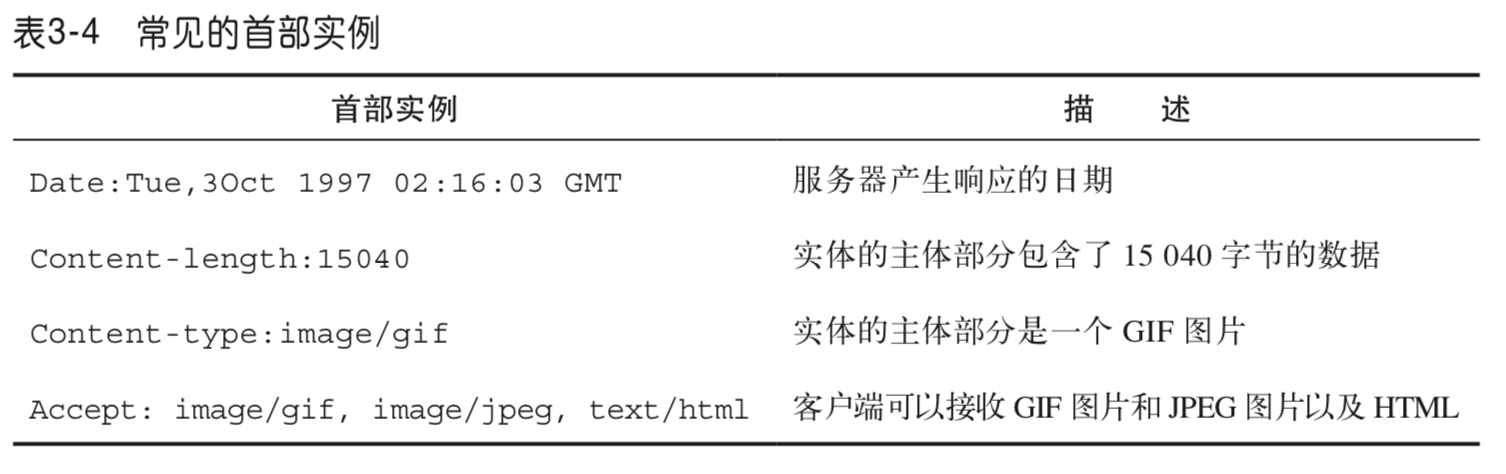 表3-4 常见的首部实例
首部实例 描 述
Date:Tue,3Oct 1997 02:16:03 GMT 服务器产生响应的日期
Content-length:15040 实体的主体部分包含了 15 040 字节的数据
Content-type:image/gif 实体的主体部分是一个 GIF 图片
Accept: image/gif, image/jpeg, text/html 客户端可以接收 GIF 图片和 JPEG 图片以及 HTML